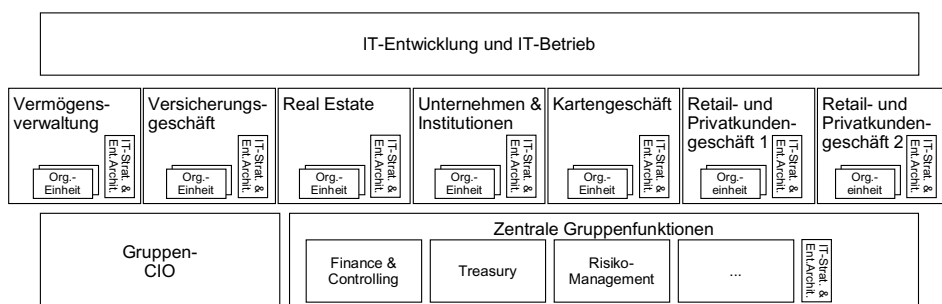 IT-Entwicklung und IT-Betrieb
Vermögens-
verwaltung
IT-Strat. &
Ent.Archit.
Org.-
Einheit
Versicherungs-
geschäft
IT-Strat. &
Ent.Archit.
Org.-
Einheit
Real Estate
IT-Strat. &
Ent.Archit.
Org.-
Einheit
Unternehmen &
Institutionen
IT-Strat. &
Ent.Archit.
Org.-
Einheit
Kartengeschäft
IT-Strat. &
Ent.Archit.
Org.-
Einheit
Retail- und
Privatkunden-
geschäft 1
IT-Strat. &
Ent.Archit.
Org.-
einheit
Retail- und
Privatkunden-
geschäft 2
IT-Strat. &
Ent.Archit.
Org.-
einheit
Gruppen-
CIO
Zentrale Gruppenfunktionen
Finance &
Controlling
Treasury
Risiko-
Management
...
IT-Strat. &
Ent.Archit.